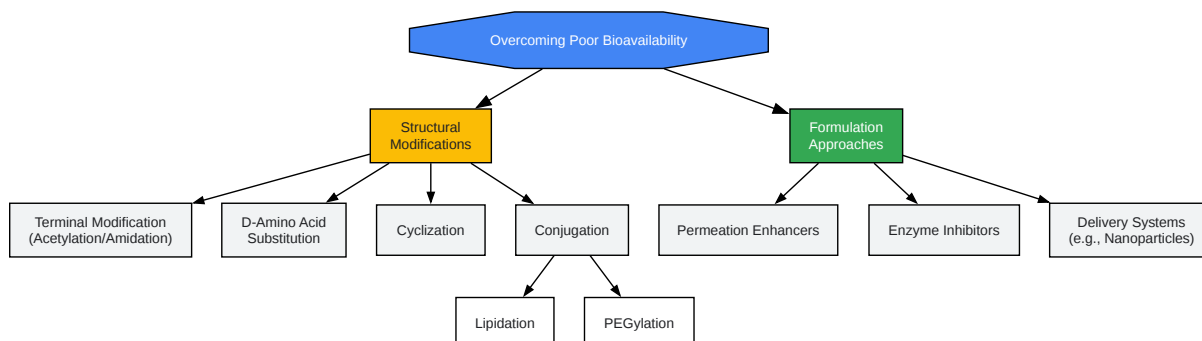 Overcoming Poor Bioavailability
Structural
Modifications
Formulation
Approaches
Terminal Modification
(Acetylation/Amidation)
D-Amino Acid
Substitution
Cyclization
Conjugation
Permeation Enhancers
Enzyme Inhibitors
Delivery Systems
(e.g., Nanoparticles)
Lipidation
PEGylation